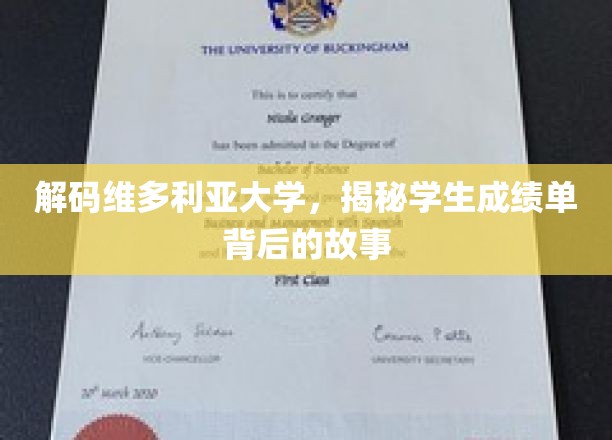 THE UNIVERSITY OF BUCKINGHAM
This is to certify that
Nicola Granger
has been admitted to the Degree of
Bachelor of Science
解码维多利亚大学，揭秘学生成绩单
Business and Management with Spanish
背后的故事
First Class
VICE-CHANCELLOR UNIVERSITY SECRETARY
20th March 2020